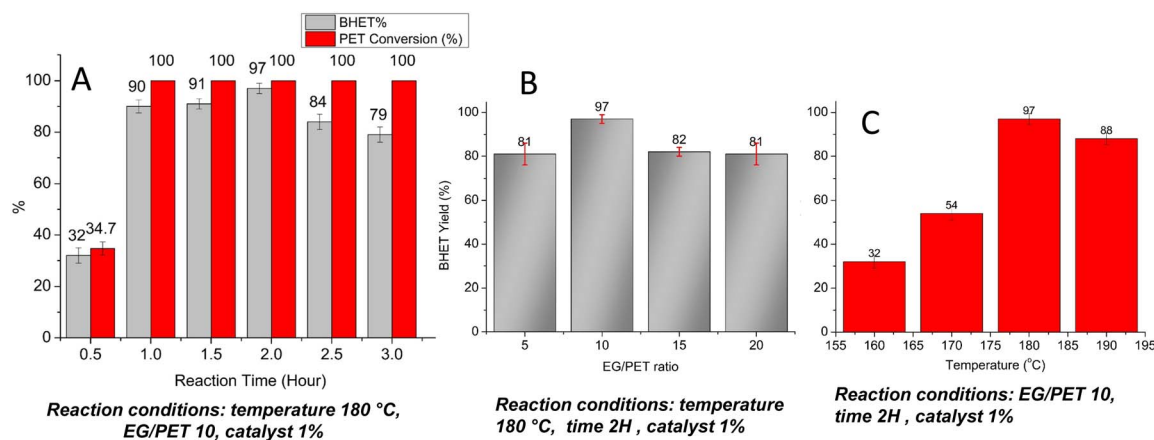 BHET%
PET Conversion (%)
A
100 100 100 100 100
90 91 97 84 79
32 34.7
%
100
80
60
40
20
0
0.5 1.0 1.5 2.0 2.5 3.0
Reaction Time (Hour)
Reaction conditions: temperature 180 °C,
EG/PET 10, catalyst 1%
B
81 97 82 81
BHET Yield (%)
100
80
60
40
20
0
5 10 15 20
EG/PET ratio
Reaction conditions: temperature
180 °C, time 2H , catalyst 1%
C
32 54 97 88
100
80
60
40
20
0
155 160 165 170 175 180 185 190 195
Temperature (°C)
Reaction conditions: EG/PET 10,
time 2H , catalyst 1%